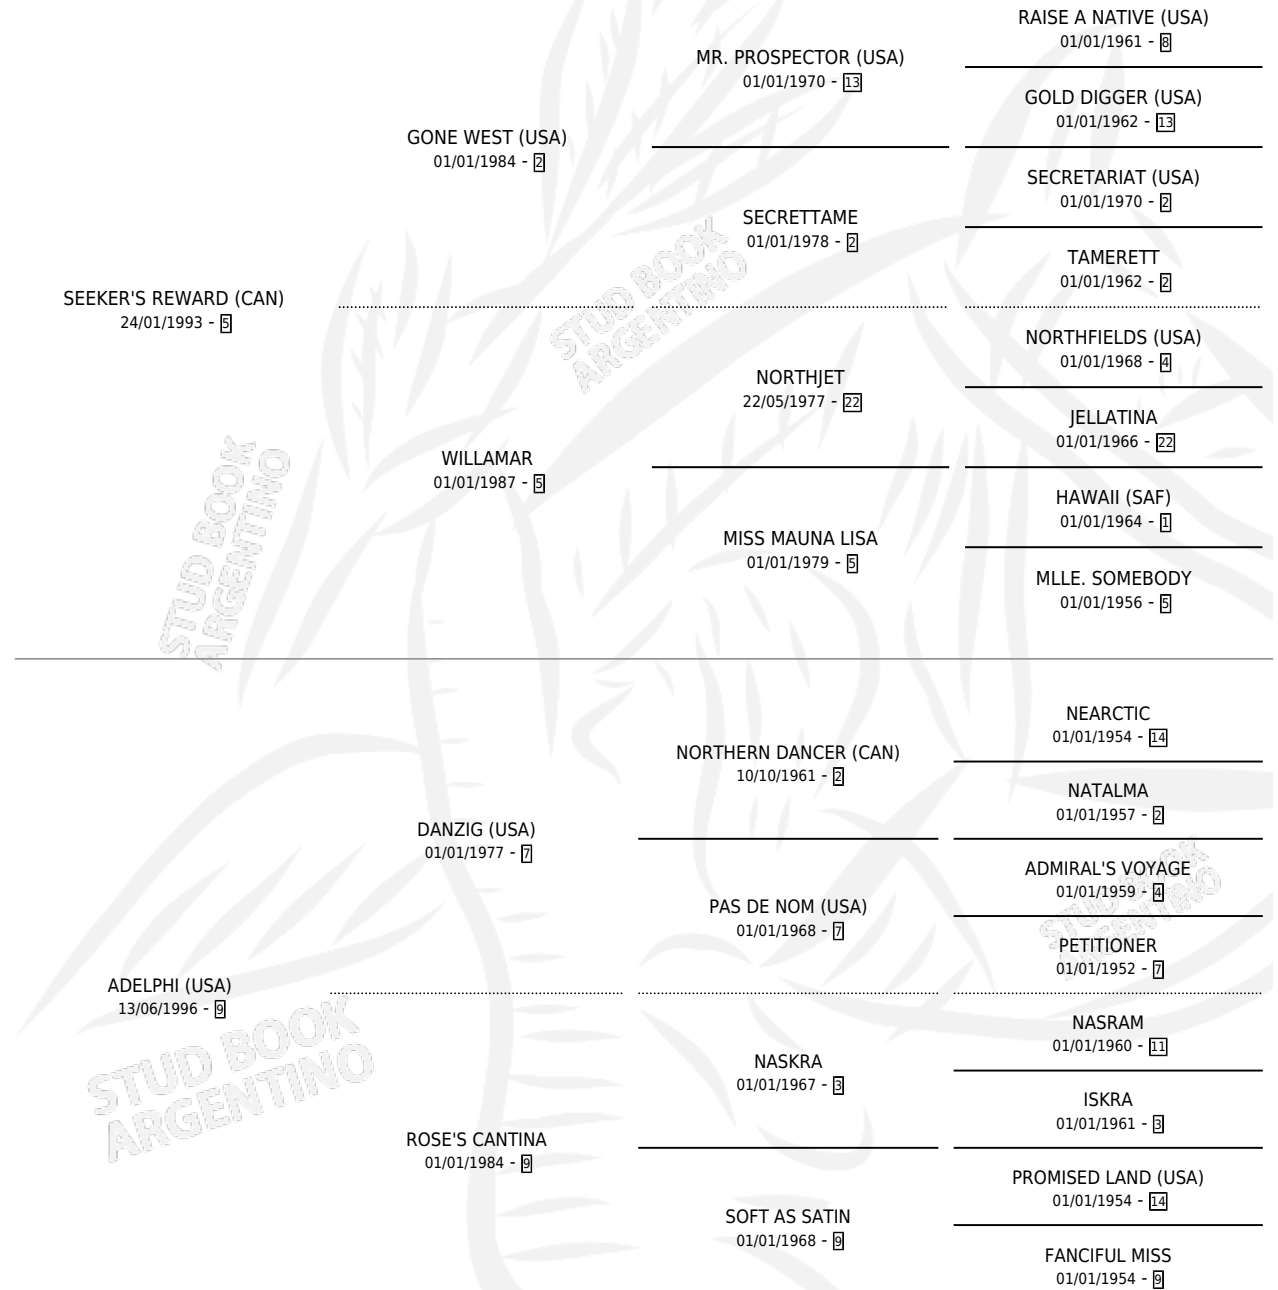 RAISE A NATIVE (USA)
01/01/1961 - 8
MR. PROSPECTOR (USA)
01/01/1970 - 13
GOLD DIGGER (USA)
01/01/1962 - 13
GONE WEST (USA)
01/01/1984 - 2
SECRETARIAT (USA)
01/01/1970 - 2
SECRETTAME
01/01/1978 - 2
TAMERETT
01/01/1962 - 2
SEEKER'S REWARD (CAN)
24/01/1993 - 5
NORTHFIELDS (USA)
01/01/1968 - 4
NORTHJET
22/05/1977 - 22
JELLATINA
01/01/1966 - 22
WILLAMAR
01/01/1987 - 5
HAWAII (SAF)
01/01/1964 - 1
MISS MAUNA LISA
01/01/1979 - 5
MLLE. SOMEBODY
01/01/1956 - 5
NEARCTIC
01/01/1954 - 14
NORTHERN DANCER (CAN)
10/10/1961 - 2
NATALMA
01/01/1957 - 2
DANZIG (USA)
01/01/1977 - 7
ADMIRAL'S VOYAGE
01/01/1959 - 4
PAS DE NOM (USA)
01/01/1968 - 7
PETITIONER
01/01/1952 - 7
ADELPHI (USA)
13/06/1996 - 9
NASRAM
01/01/1960 - 11
NASKRA
01/01/1967 - 3
ISKRA
01/01/1961 - 3
ROSE'S CANTINA
01/01/1984 - 9
PROMISED LAND (USA)
01/01/1954 - 14
SOFT AS SATIN
01/01/1968 - 9
FANCIFUL MISS
01/01/1954 - 9
STUD BOOK
ARGENTINO
STUD BOOK
ARGENTINO
STUD BOOK
ARGENTINO
STUD BOOK
ARGENTINO